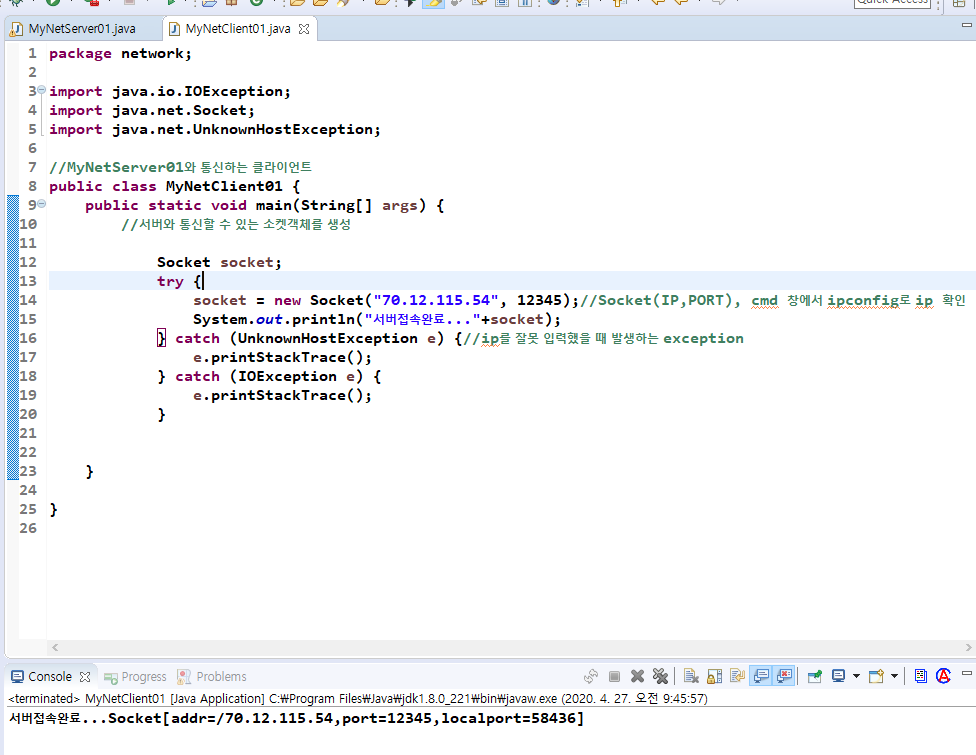 Quick Access
MyNetServer01.java
MyNetClient01.java
1 package network;
2
3 import java.io.IOException;
4 import java.net.Socket;
5 import java.net.UnknownHostException;
6
7 //MyNetServer01와 통신하는 클라이언트
8 public class MyNetClient01 {
9 public static void main(String[] args) {
10 //서버와 통신할 수 있는 소켓객체를 생성
11
12 Socket socket;
13 try {
14 socket = new Socket("70.12.115.54", 12345);//Socket(IP,PORT), cmd 창에서 ipconfig로 ip 확인
15 System.out.println("서버접속완료..."+socket);
16 } catch (UnknownHostException e) {//ip를 잘못 입력했을 때 발생하는 exception
17 e.printStackTrace();
18 } catch (IOException e) {
19 e.printStackTrace();
20 }
21
22
23 }
24
25 }
26
Console Progress Problems
<terminated> MyNetClient01 [Java Application] C:₩Program Files₩Java₩jdk1.8.0_221₩bin₩javaw.exe (2020. 4. 27. 오전 9:45:57)
서버접속완료...Socket[addr=/70.12.115.54,port=12345,localport=58436]